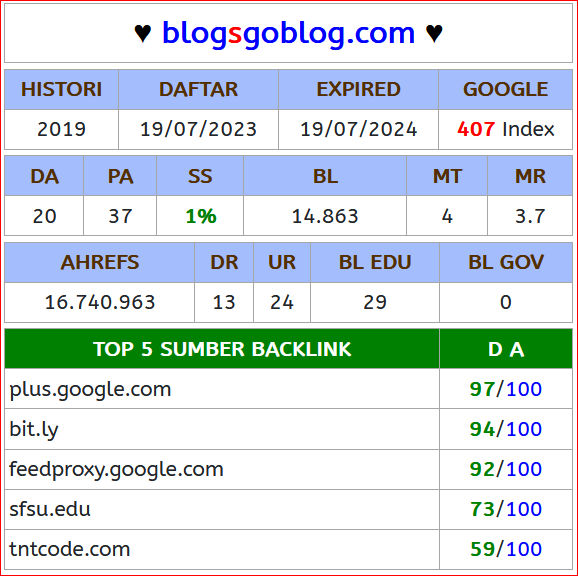 ♥ blogsgoblog.com ♥
HISTORI DAFTAR EXPIRED GOOGLE
2019 19/07/2023 19/07/2024 407 Index
DA PA SS BL MT MR
20 37 1% 14.863 4 3.7
AHREFS DR UR BL EDU BL GOV
16.740.963 13 24 29 0
TOP 5 SUMBER BACKLINK D A
plus.google.com 97/100
bit.ly 94/100
feedproxy.google.com 92/100
sfsu.edu 73/100
tntcode.com 59/100